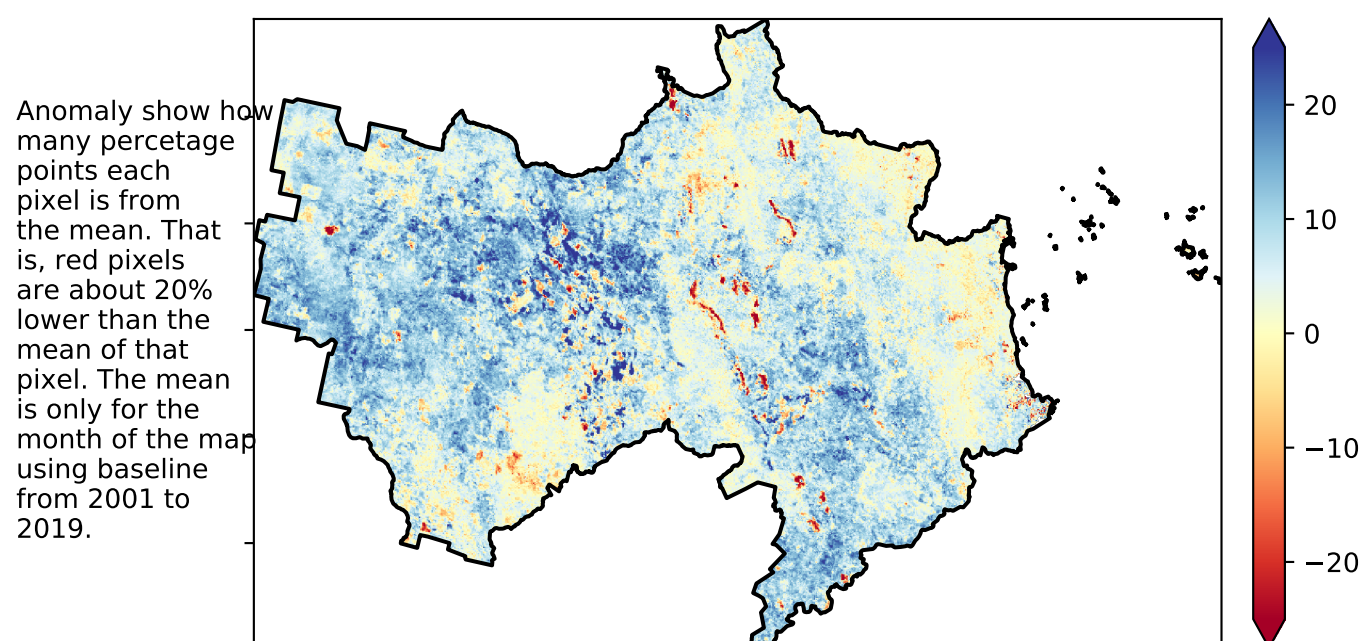 Anomaly show how
many percetage
points each
pixel is from
the mean. That
is, red pixels
are about 20%
lower than the
mean of that
pixel. The mean
is only for the
month of the map
using baseline
from 2001 to
2019.
20
10
0
−10
−20